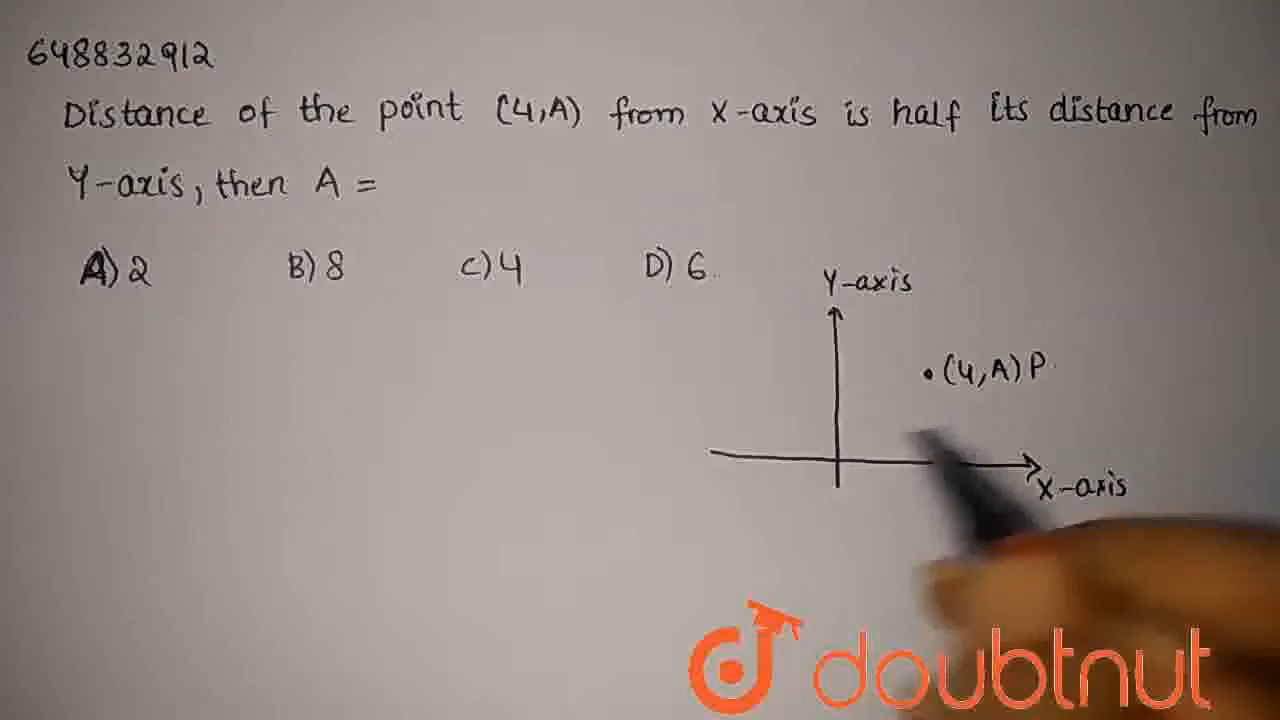 648832912
Distance of the point (4,A) from X-axis is half its distance from
Y-axis, then A =
A) 2 B) 8 C) 4 D) 6
Y-axis
(4,A) P
X-axis
doubtnut